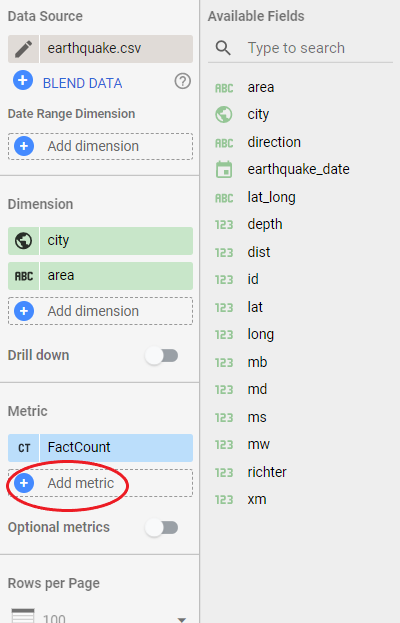 Data Source
earthquake.csv
BLEND DATA
Date Range Dimension
Add dimension
Dimension
city
ABC area
Add dimension
Drill down
Metric
CT FactCount
Add metric
Optional metrics
Rows per Page
100
Available Fields
Type to search
ABC area
city
ABC direction
earthquake_date
ABC lat_long
123 depth
123 dist
123 id
123 lat
123 long
123 mb
123 md
123 ms
123 mw
123 richter
123 xm